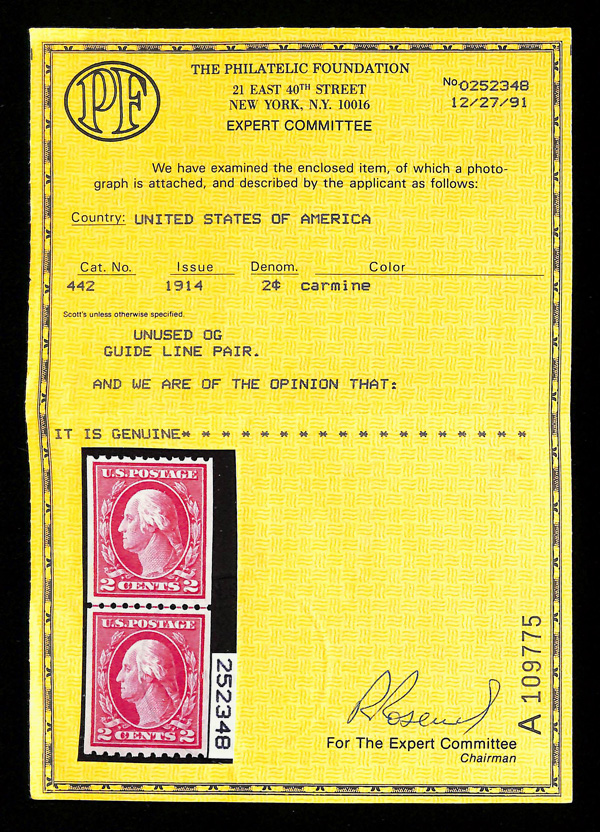 PF
THE PHILATELIC FOUNDATION
21 EAST 40TH STREET
NEW YORK, N.Y. 10016
EXPERT COMMITTEE
No. 0252348
12/27/91
We have examined the enclosed item, of which a photo-
graph is attached, and described by the applicant as follows:
Country: UNITED STATES OF AMERICA
Cat. No. Issue Denom. Color
442 1914 2¢ carmine
Scott's unless otherwise specified.
UNUSED OG
GUIDE LINE PAIR.
AND WE ARE OF THE OPINION THAT:
IT IS GENUINE* * * * * * * * * * * * * * * * * *
U.S. POSTAGE
2 CENTS 2
U.S. POSTAGE
2 CENTS 2
252348
A 109775
For The Expert Committee
Chairman